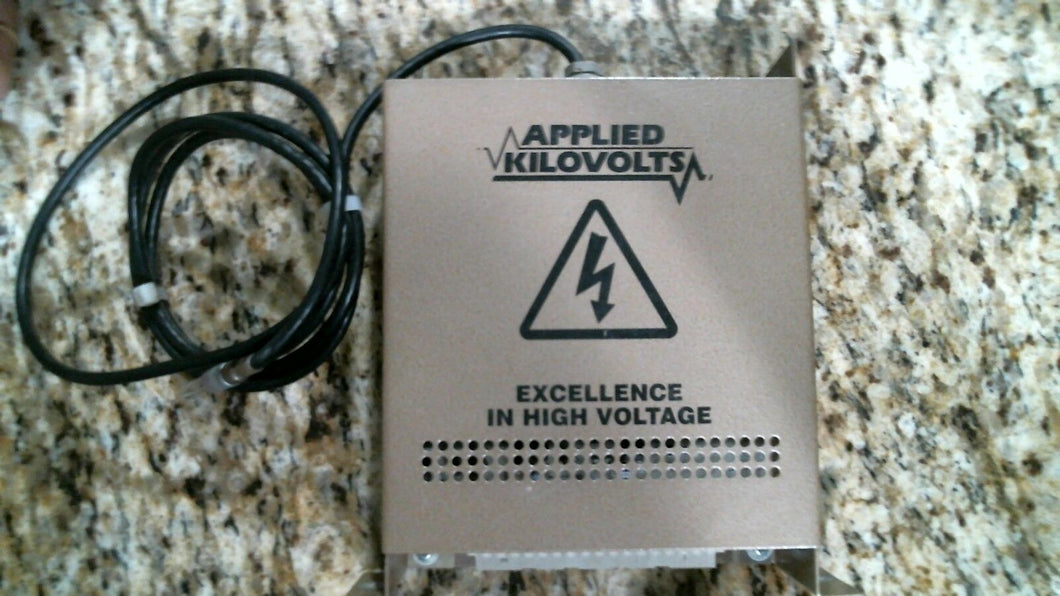 APPLIED
KILOVOLTS
EXCELLENCE
IN HIGH VOLTAGE